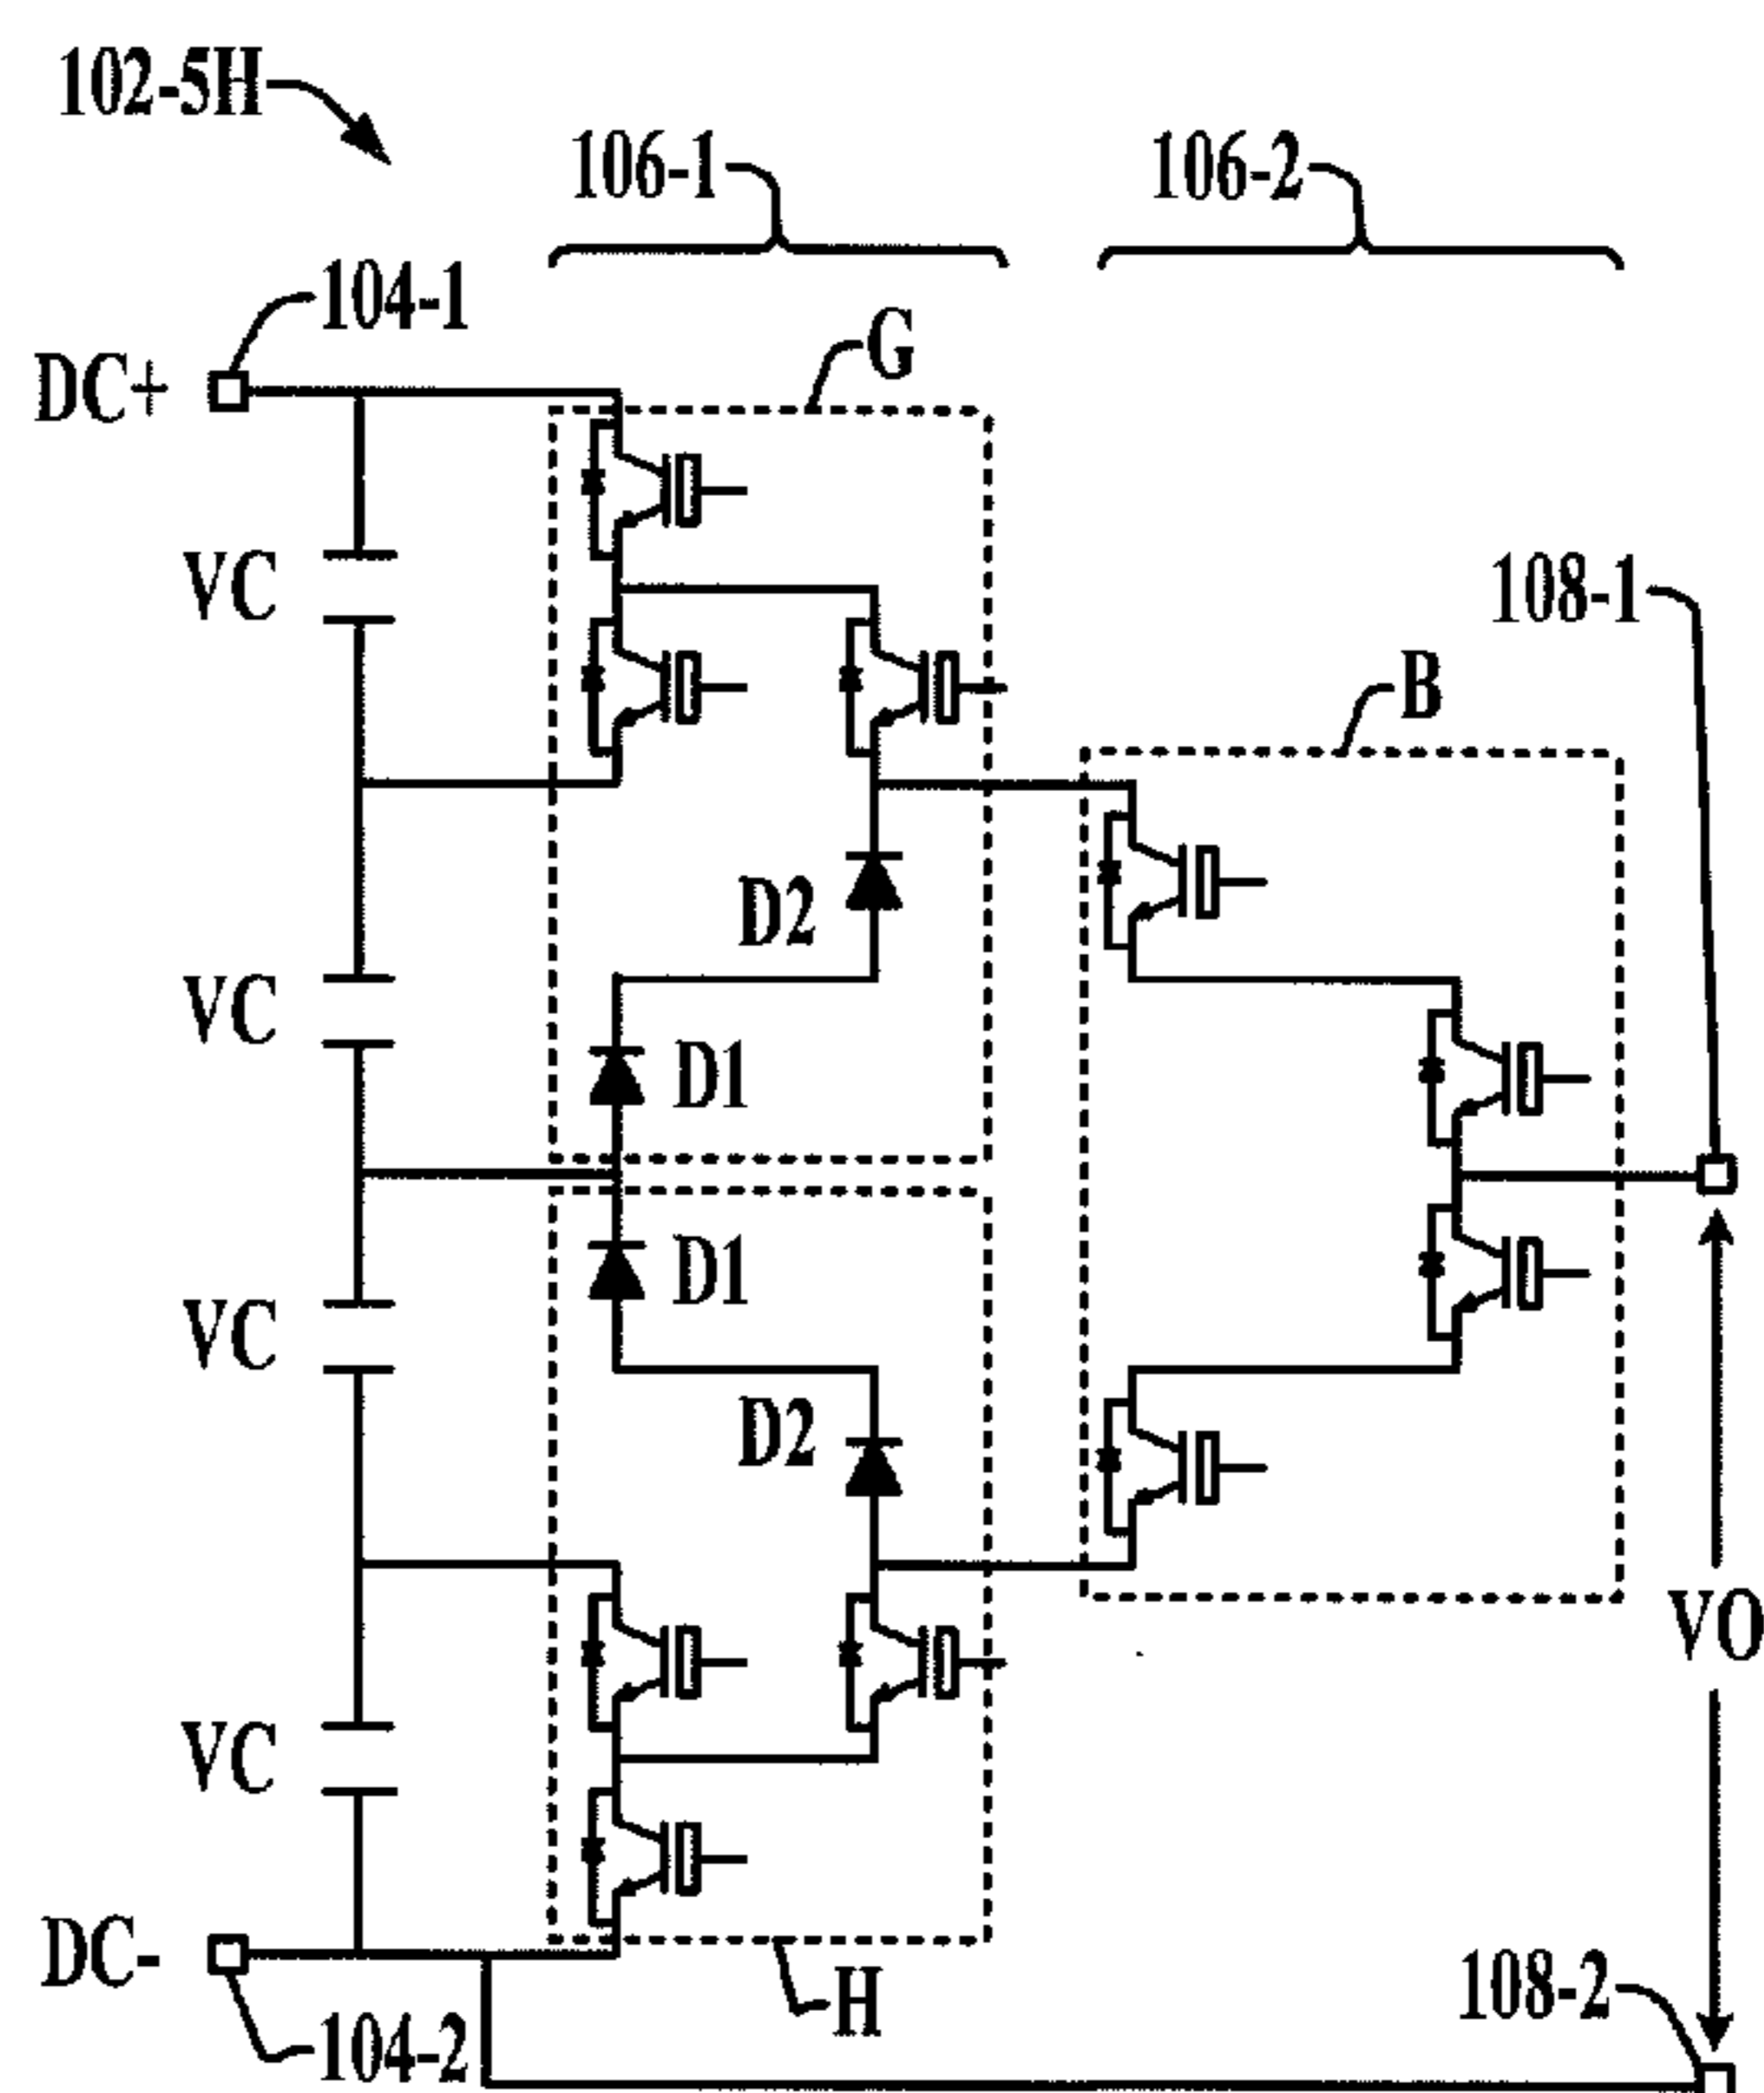 102-5H
106-1
106-2
104-1
G
DC+
VC
108-1
B
D2
VC
D1
D1
VC
D2
VO
VC
DC-
H
108-2
104-2